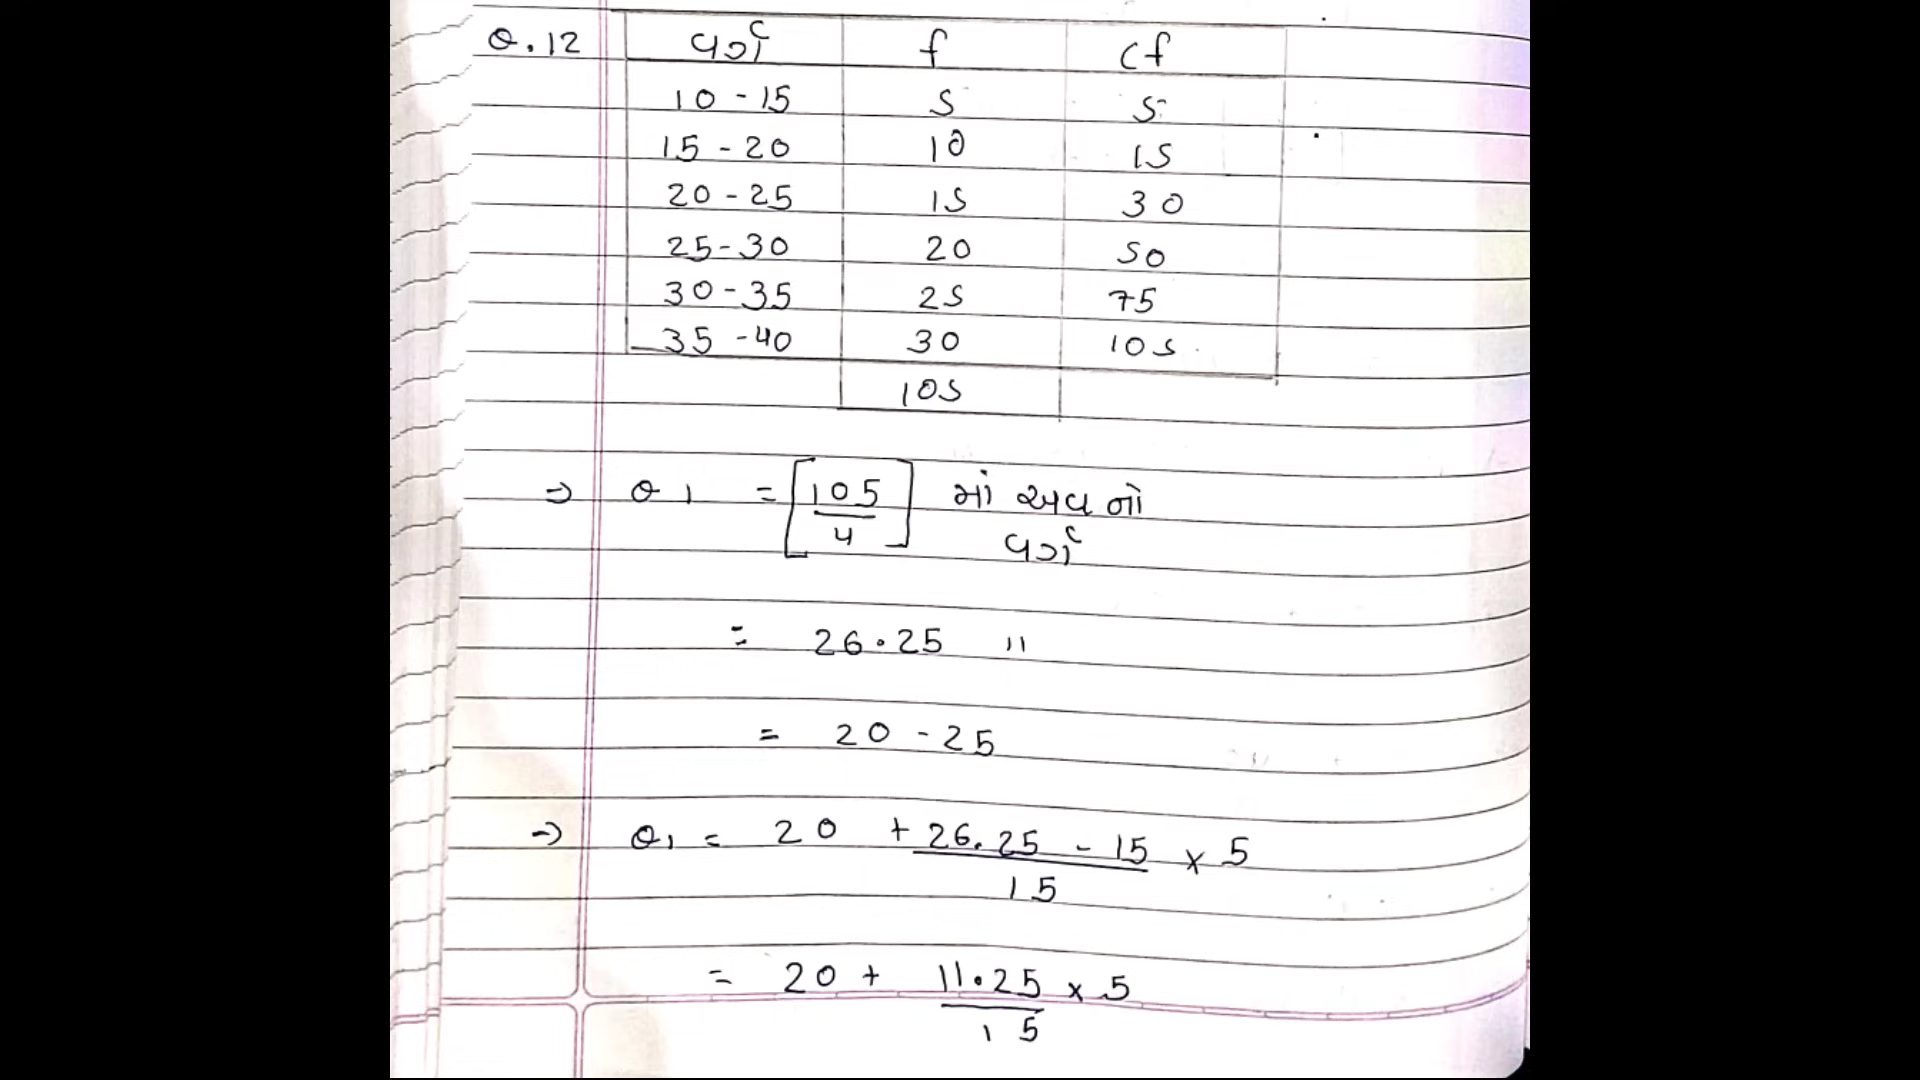 Q.12 વર્ગ f cf
10 - 15 5 5
15 - 20 10 15
20 - 25 15 30
25 - 30 20 50
30 - 35 25 75
35 - 40 30 105
105
⇒ Q1 = [105/4] માં અવ નો
વર્ગ
= 26.25 "
= 20 - 25
⇒ Q1 = 20 + 26.25 - 15 / 15 × 5
= 20 + 11.25 / 15 × 5